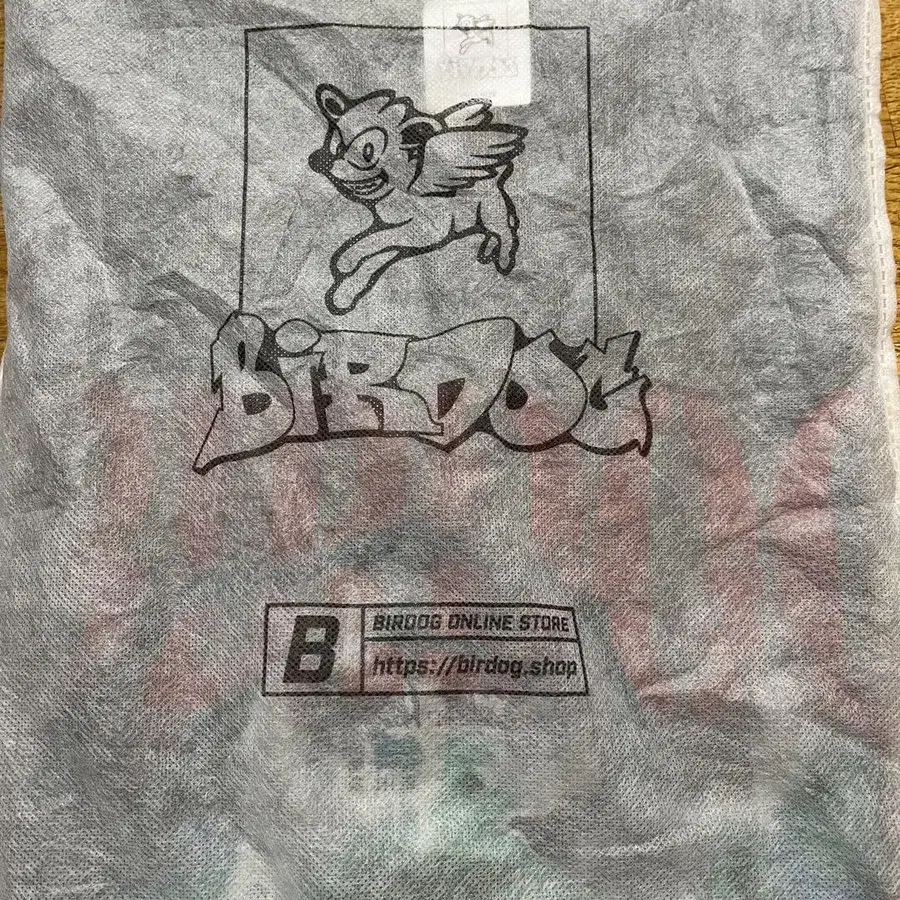 BIRDOG
B
BIRDOG ONLINE STORE
https://birdog.shop